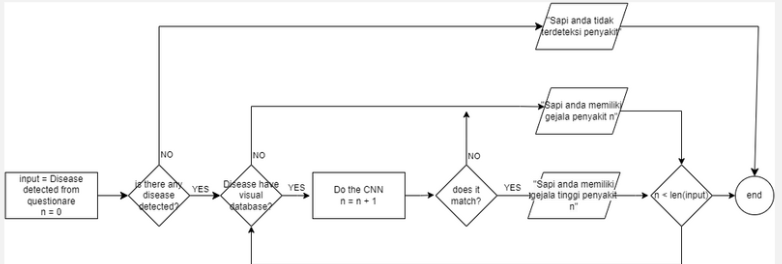 "Sapi anda tidak
terdeteksi penyakit"
"Sapi anda memiliki
gejala penyakit n"
NO
NO
NO
input = Disease
detected from
questionare
n = 0
is there any
disease
detected?
YES
Disease have
visual
database?
YES
Do the CNN
n = n + 1
does it
match?
YES
"Sapi anda memiliki
gejala tinggi penyakit
n"
n < len(input)
end